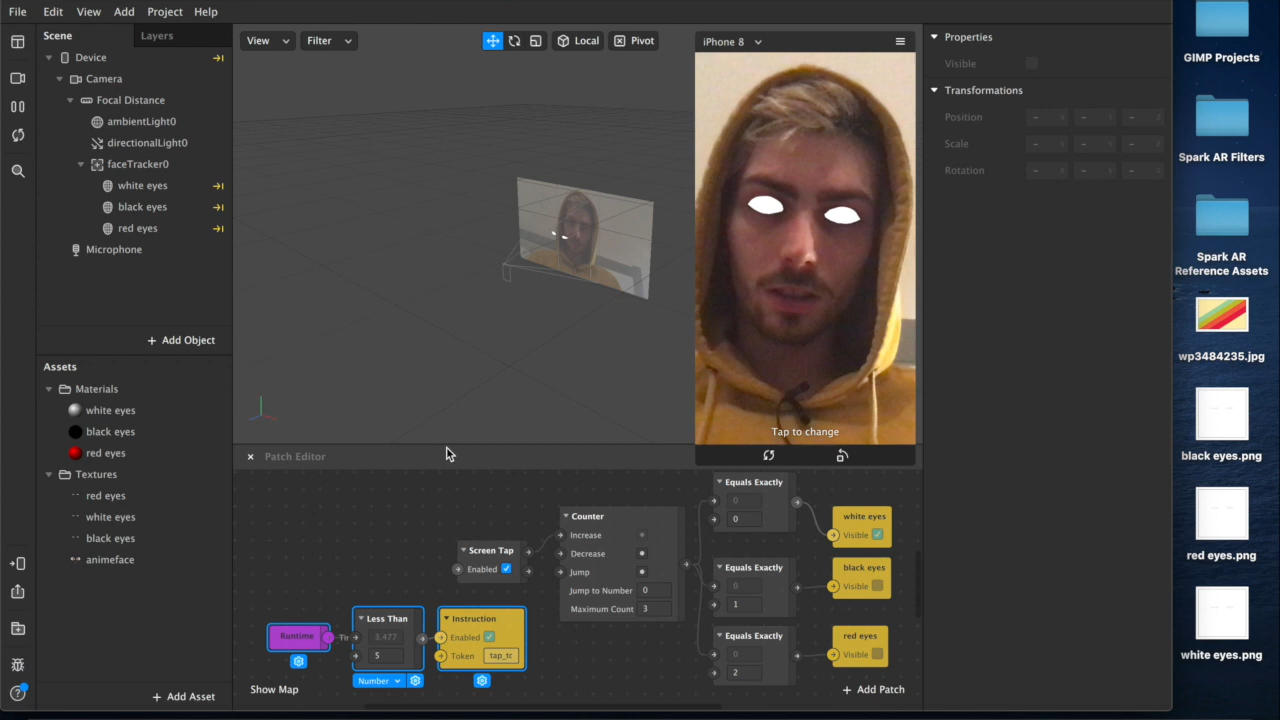 File Edit View Add Project Help
Scene
Layers
Device
Camera
Focal Distance
ambientLight0
directionalLight0
faceTracker0
white eyes
black eyes
red eyes
Microphone
+ Add Object
Assets
Materials
white eyes
black eyes
red eyes
Textures
red eyes
white eyes
black eyes
animeface
+ Add Asset
View
Filter
Local
Pivot
iPhone 8
Tap to change
Patch Editor
Runtime
Less Than
3.477
5
Number
Instruction
Enabled
Token
tap_tc
Screen Tap
Enabled
Counter
Increase
Decrease
Jump
Jump to Number 0
Maximum Count 3
Equals Exactly
0
0
Equals Exactly
0
1
Equals Exactly
0
2
white eyes
Visible
black eyes
Visible
red eyes
Visible
Show Map
+ Add Patch
Properties
Visible
Transformations
Position
Scale
Rotation
GIMP Projects
Spark AR Filters
Spark AR
Reference Assets
wp3484235.jpg
black eyes.png
red eyes.png
white eyes.png